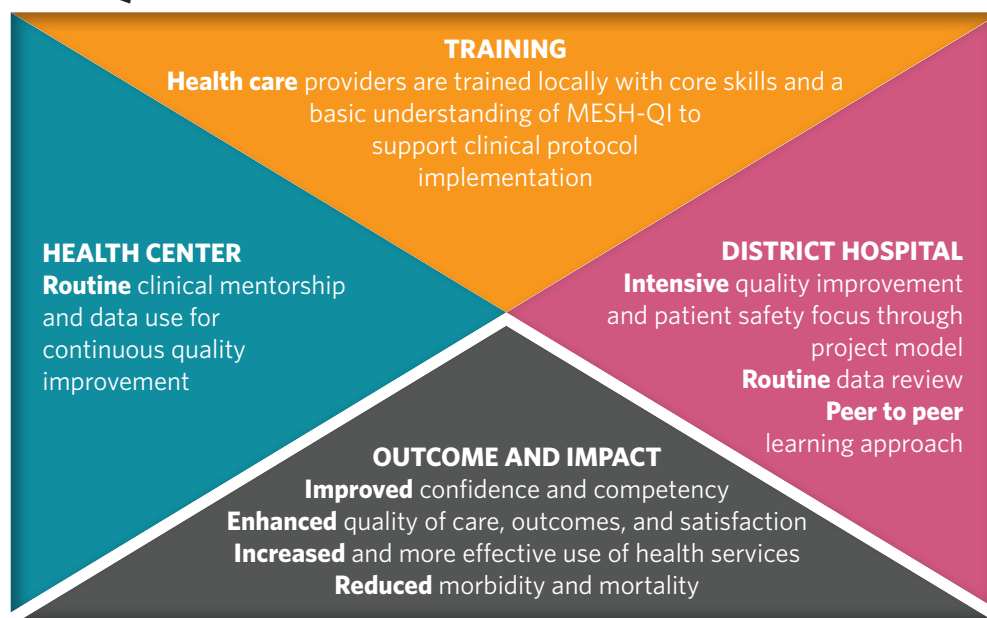 TRAINING
Health care providers are trained locally with core skills and a
basic understanding of MESH-QI to
support clinical protocol
implementation
HEALTH CENTER
Routine clinical mentorship
and data use for
continuous quality
improvement
DISTRICT HOSPITAL
Intensive quality improvement
and patient safety focus through
project model
Routine data review
Peer to peer
learning approach
OUTCOME AND IMPACT
Improved confidence and competency
Enhanced quality of care, outcomes, and satisfaction
Increased and more effective use of health services
Reduced morbidity and mortality